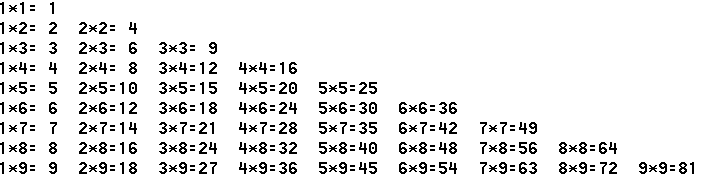 1×1= 1
1×2= 2  2×2= 4
1×3= 3  2×3= 6  3×3= 9
1×4= 4  2×4= 8  3×4=12  4×4=16
1×5= 5  2×5=10  3×5=15  4×5=20  5×5=25
1×6= 6  2×6=12  3×6=18  4×6=24  5×6=30  6×6=36
1×7= 7  2×7=14  3×7=21  4×7=28  5×7=35  6×7=42  7×7=49
1×8= 8  2×8=16  3×8=24  4×8=32  5×8=40  6×8=48  7×8=56  8×8=64
1×9= 9  2×9=18  3×9=27  4×9=36  5×9=45  6×9=54  7×9=63  8×9=72  9×9=81